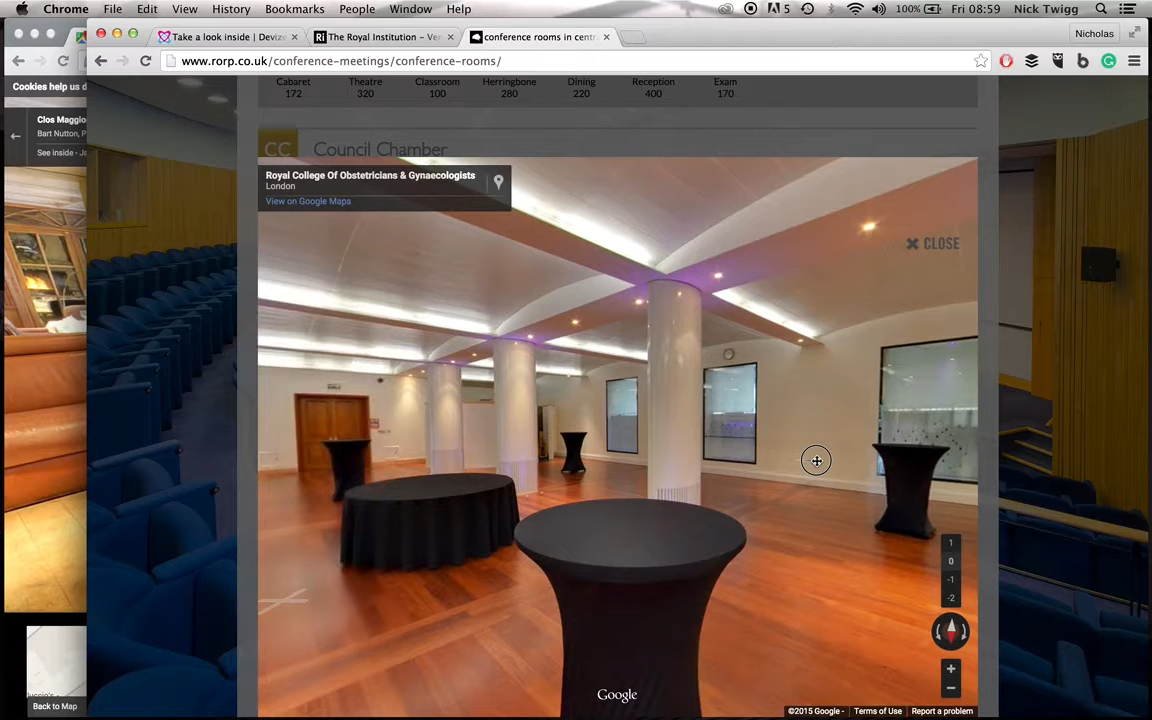 Chrome File Edit View History Bookmarks People Window Help
5 100% Fri 08:59 Nick Twigg
Take a look inside | Devize
The Royal Institution – Ve
conference rooms in cent
Nicholas
www.rorp.co.uk/conference-meetings/conference-rooms/
Cookies help us d
Cabaret Theatre Classroom Herringbone Dining Reception Exam
172 320 100 280 220 400 170
Clos Maggio
Bart Nutton, P
See inside - Ja
CC Council Chamber
Royal College Of Obstetricians & Gynaecologists
London
View on Google Maps
CLOSE
1
0
-1
-2
Back to Map
Google
©2015 Google - Terms of Use Report a problem